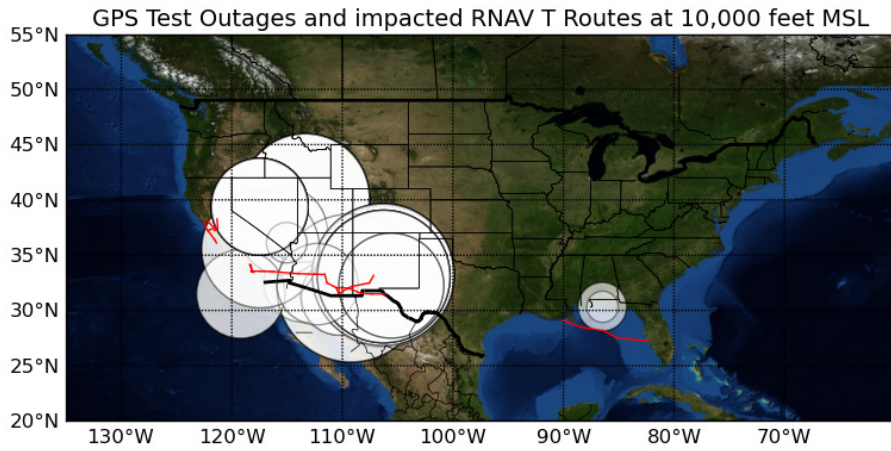 GPS Test Outages and impacted RNAV T Routes at 10,000 feet MSL
55°N
50°N
45°N
40°N
35°N
30°N
25°N
20°N
130°W 120°W 110°W 100°W 90°W 80°W 70°W